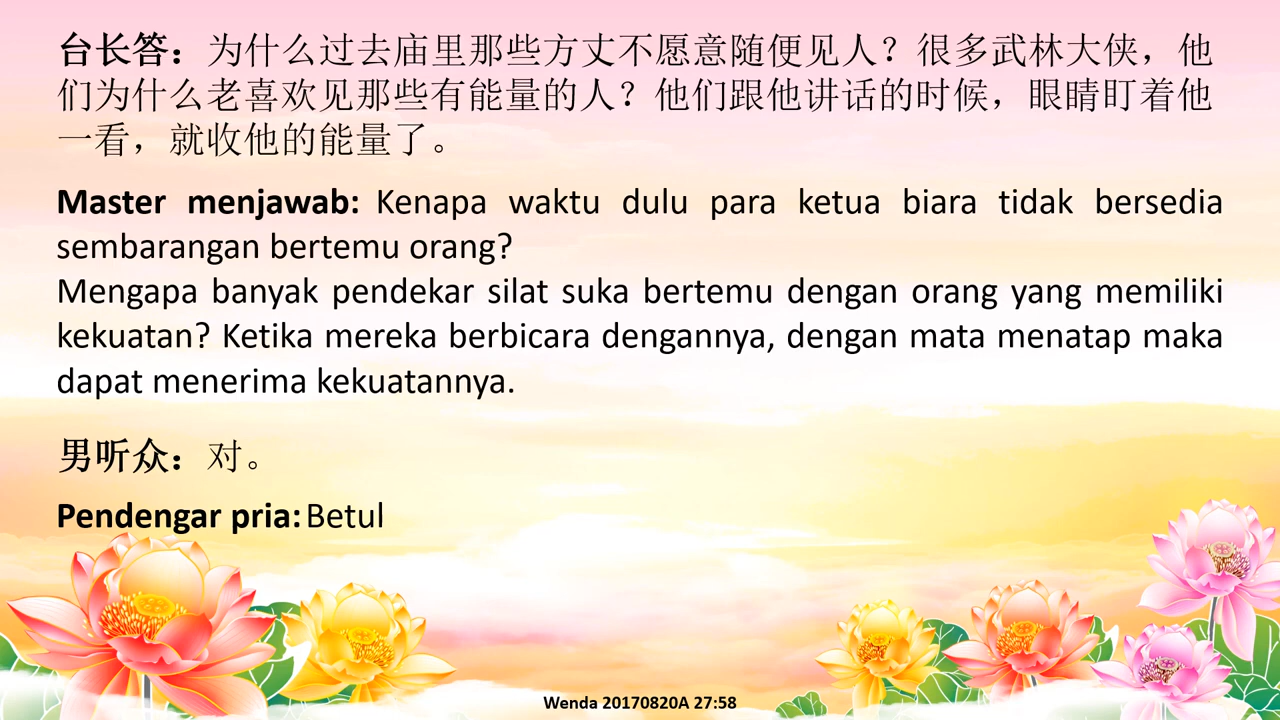 台长答：为什么过去庙里那些方丈不愿意随便见人？很多武林大侠，他
们为什么老喜欢见那些有能量的人？他们跟他讲话的时候，眼睛盯着他
一看，就收他的能量了。
Master menjawab: Kenapa waktu dulu para ketua biara tidak bersedia
sembarangan bertemu orang?
Mengapa banyak pendekar silat suka bertemu dengan orang yang memiliki
kekuatan? Ketika mereka berbicara dengannya, dengan mata menatap maka
dapat menerima kekuatannya.
男听众：对。
Pendengar pria: Betul
Wenda 20170820A 27:58